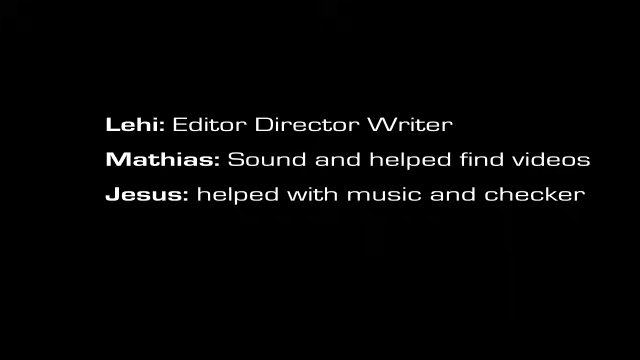 Lehi: Editor Director Writer
Mathias: Sound and helped find videos
Jesus: helped with music and checker